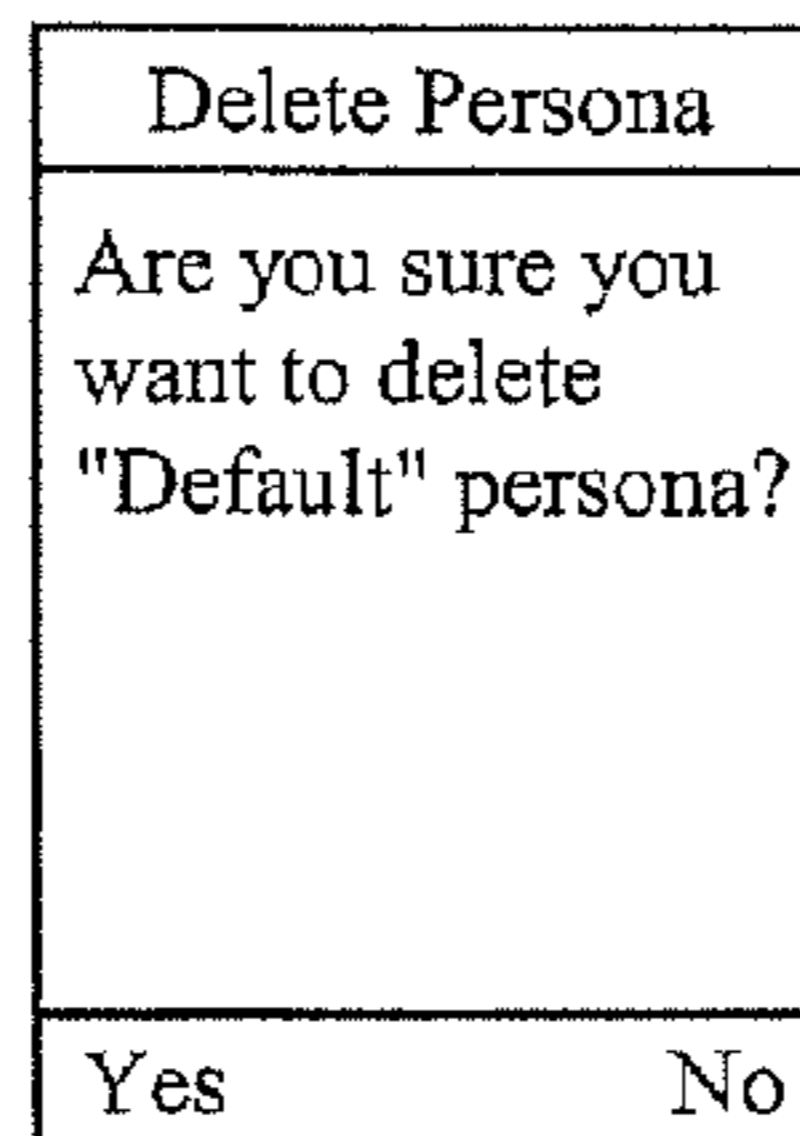 Delete Persona
Are you sure you
want to delete
"Default" persona?
Yes No